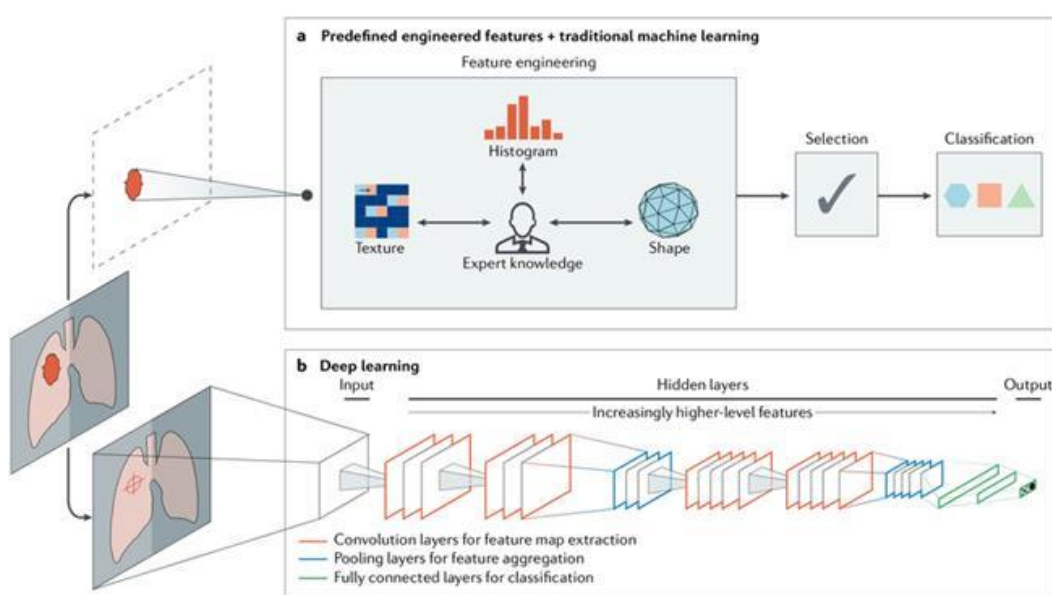 a Predefined engineered features + traditional machine learning
Feature engineering
Histogram
Texture
Expert knowledge
Shape
Selection
Classification
b Deep learning
Input
Hidden layers
Output
Increasingly higher-level features
Convolution layers for feature map extraction
Pooling layers for feature aggregation
Fully connected layers for classification